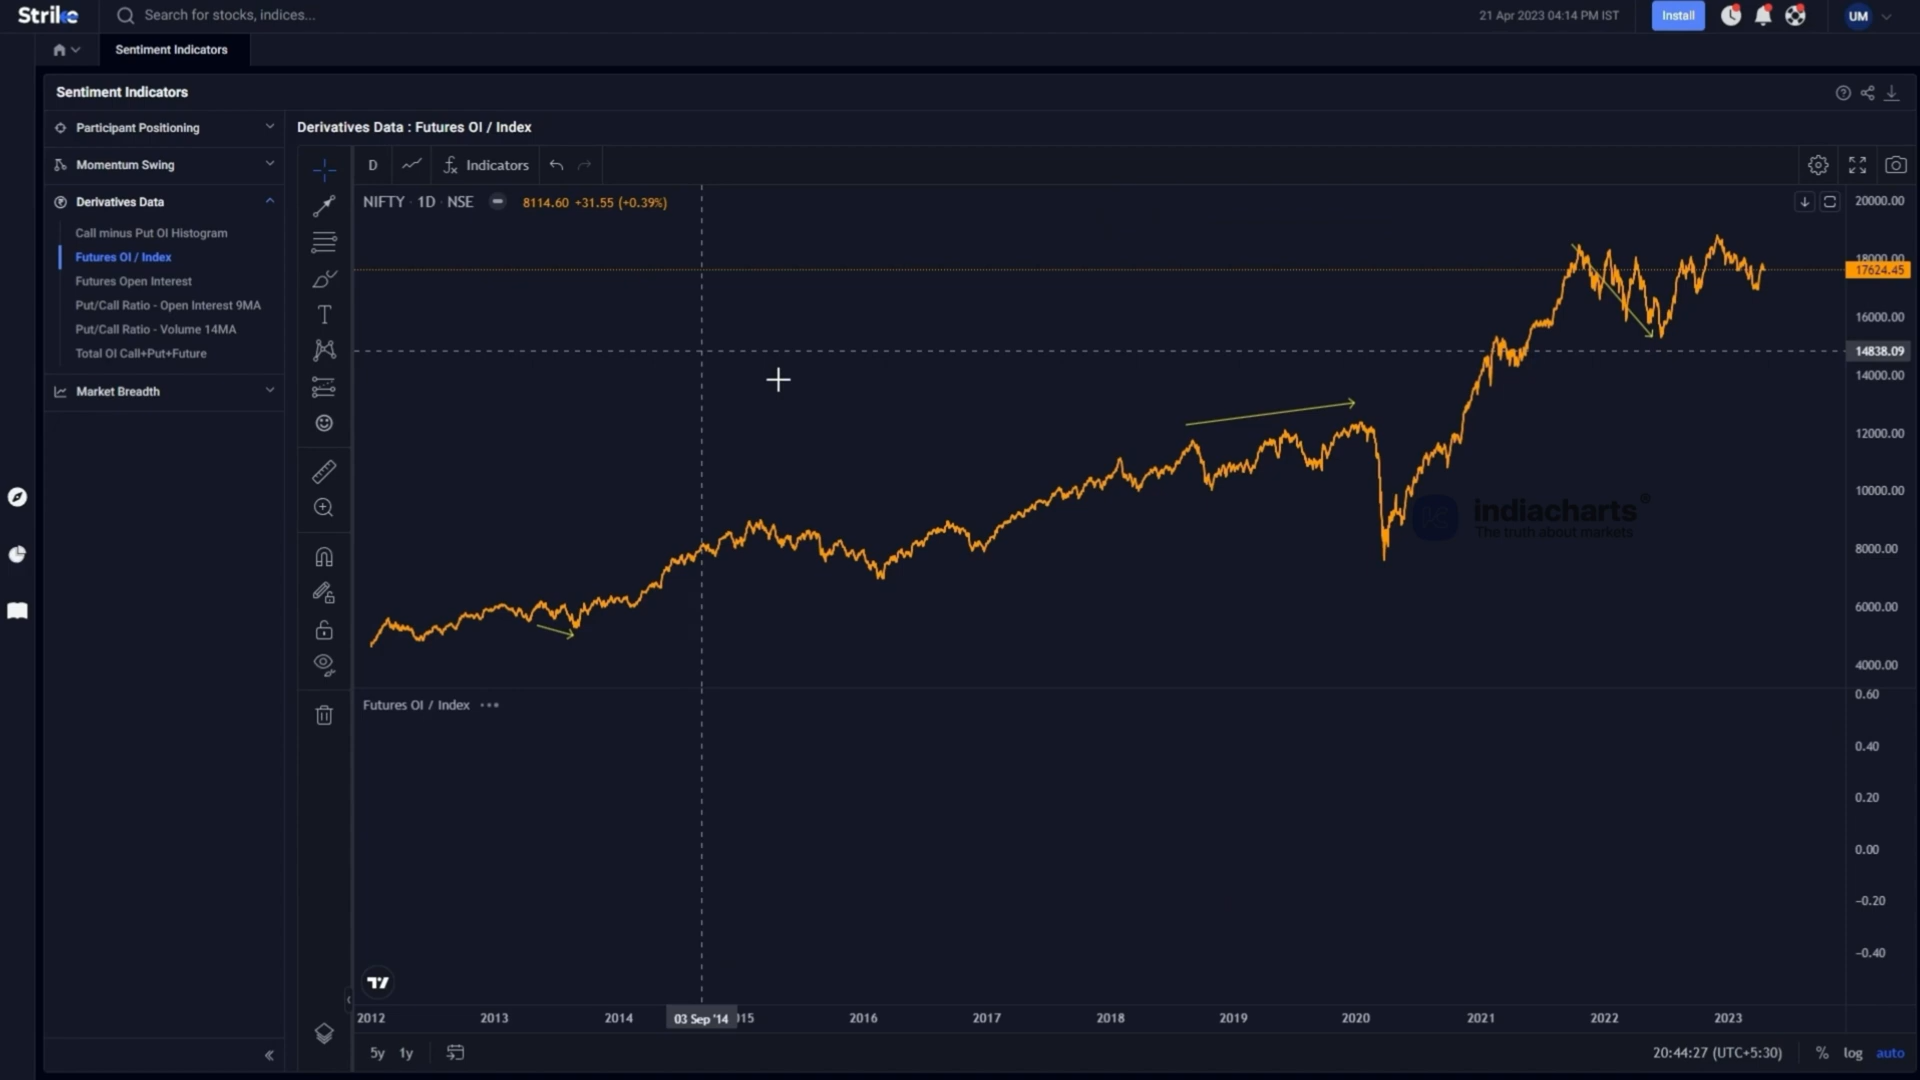 Strike
Search for stocks, indices...
21 Apr 2023 04:14 PM IST
Install
UM
Sentiment Indicators
Sentiment Indicators
Participant Positioning
Momentum Swing
Derivatives Data
Call minus Put OI Histogram
Futures OI / Index
Futures Open Interest
Put/Call Ratio - Open Interest 9MA
Put/Call Ratio - Volume 14MA
Total OI Call+Put+Future
Market Breadth
Derivatives Data : Futures OI / Index
D
Indicators
NIFTY · 1D · NSE 8114.60 +31.55 (+0.39%)
20000.00
18000.00
17624.45
16000.00
14838.09
14000.00
12000.00
10000.00
8000.00
6000.00
4000.00
indiacharts®
The truth about markets
Futures OI / Index
0.60
0.40
0.20
0.00
−0.20
−0.40
2012 2013 2014 03 Sep '14 2016 2017 2018 2019 2020 2021 2022 2023
5y 1y
20:44:27 (UTC+5:30) % log auto